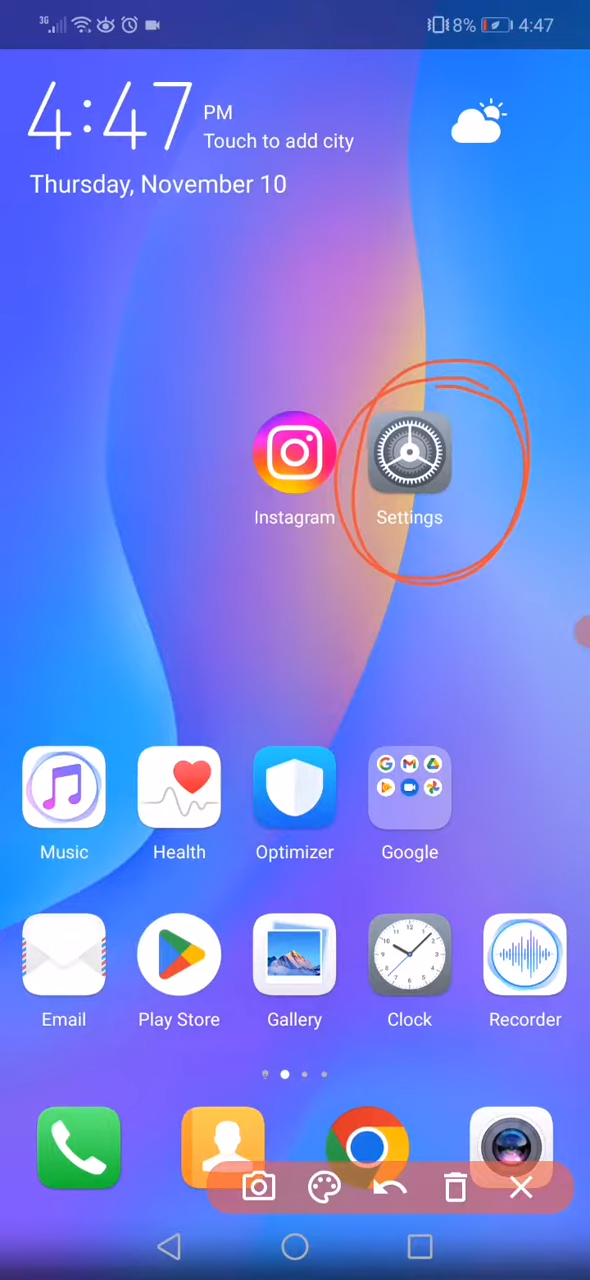 3G 8% 4:47
4:47 PM
Touch to add city
Thursday, November 10
Instagram Settings
Music Health Optimizer Google
Email Play Store Gallery Clock Recorder